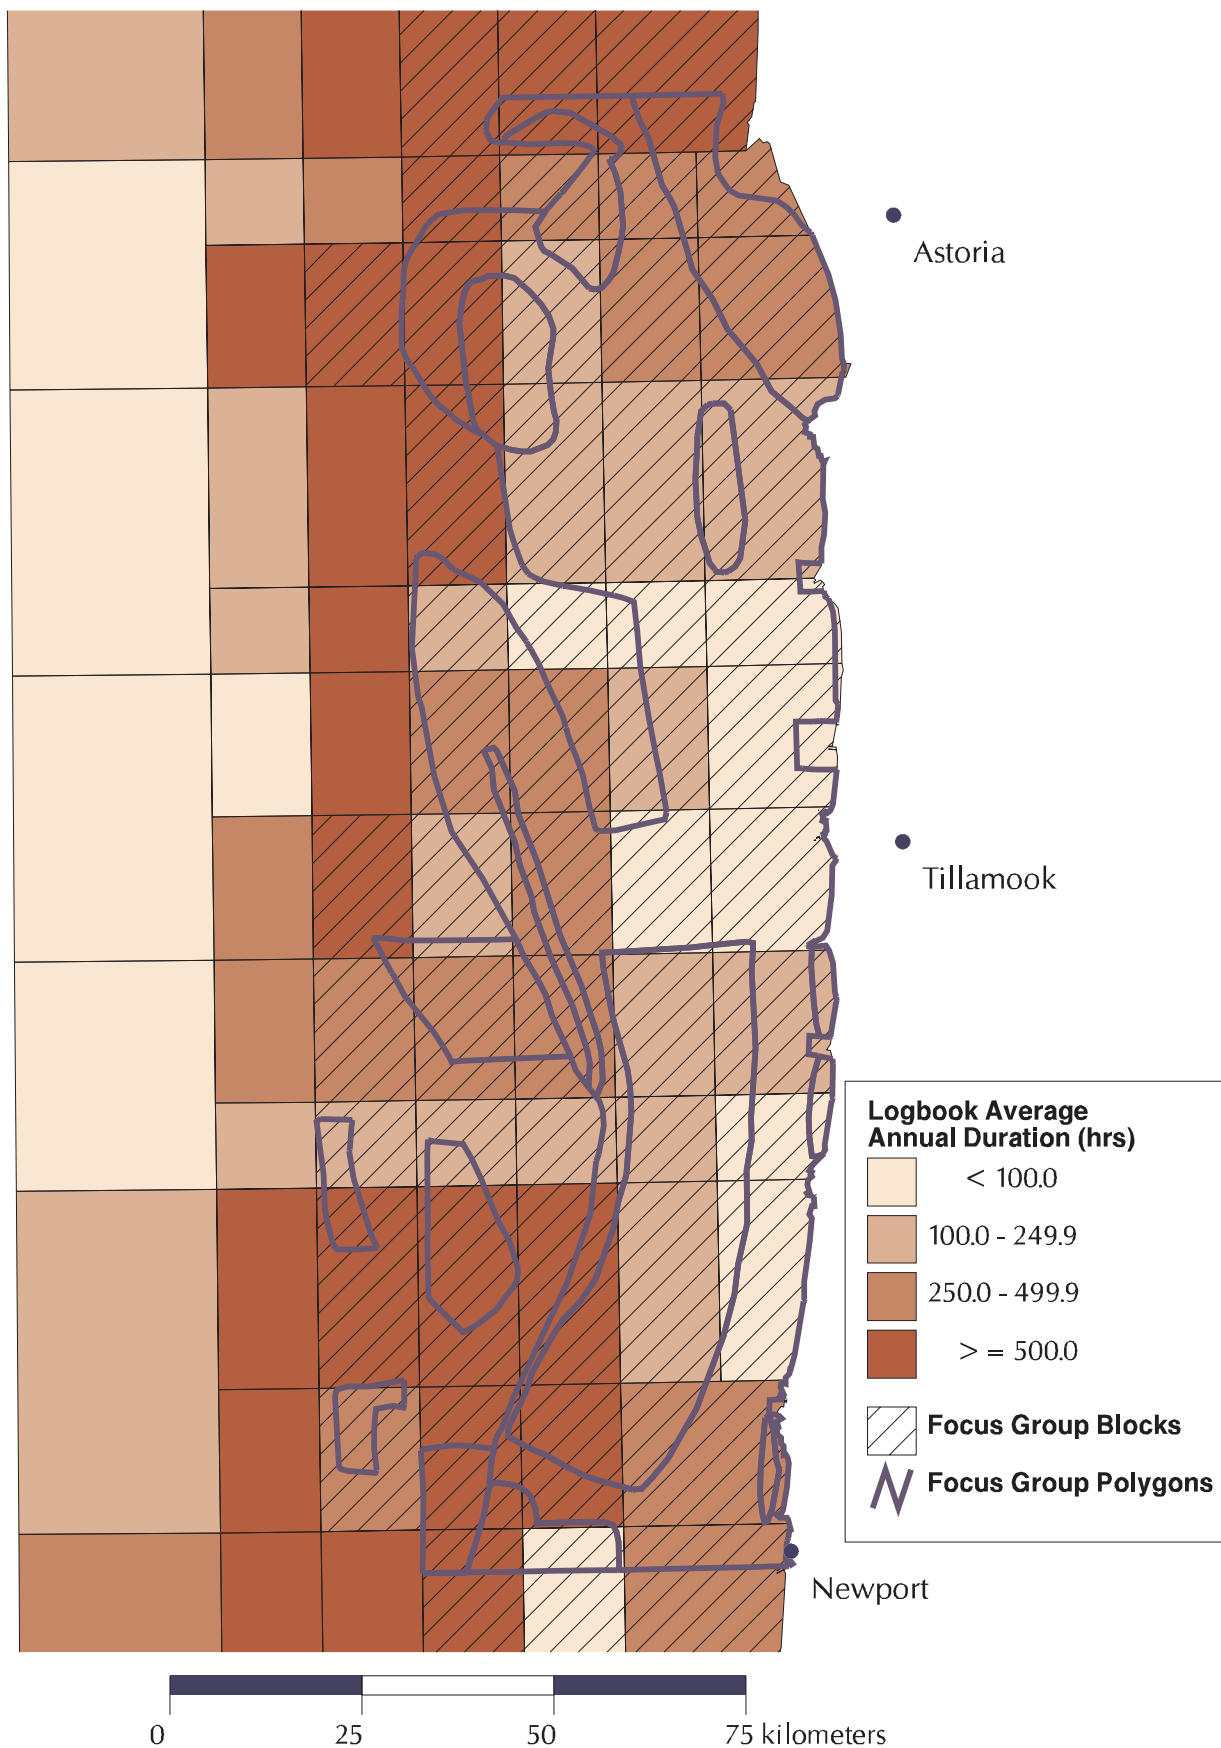 Astoria
Tillamook
Logbook Average
Annual Duration (hrs)
< 100.0
100.0 - 249.9
250.0 - 499.9
> = 500.0
Focus Group Blocks
Focus Group Polygons
Newport
0 25 50 75 kilometers